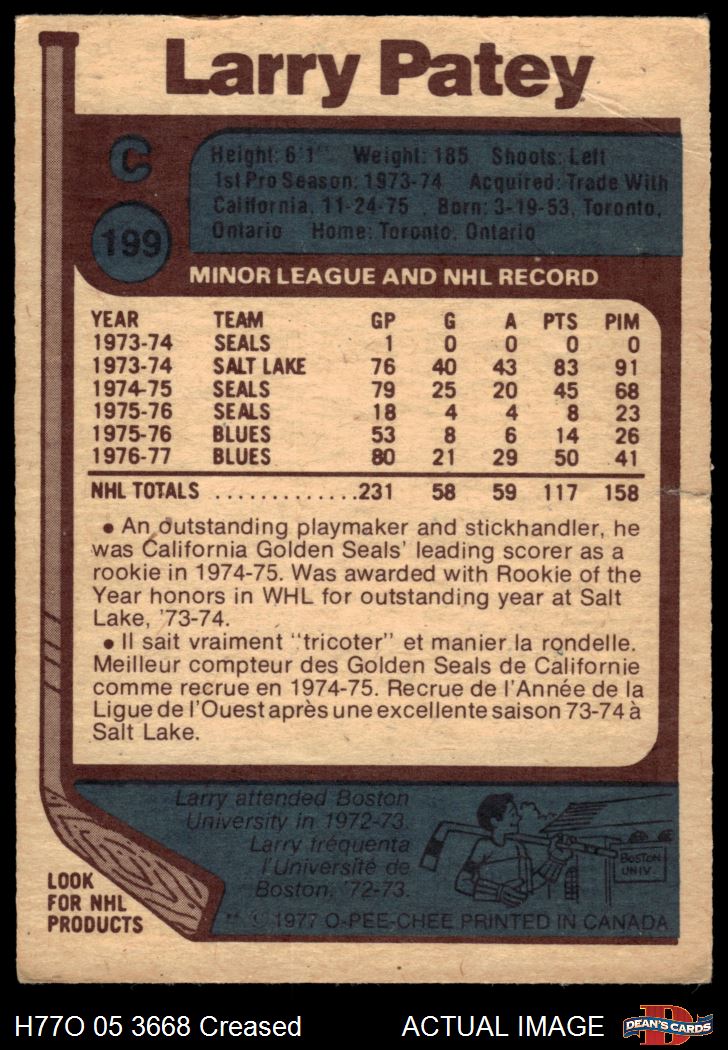 Larry Patey
C
199
Height: 6'1" Weight: 185 Shoots: Left
1st Pro Season: 1973-74 Acquired: Trade With
California, 11-24-75 Born: 3-19-53, Toronto,
Ontario Home: Toronto, Ontario
MINOR LEAGUE AND NHL RECORD
YEAR TEAM GP G A PTS PIM
1973-74 SEALS 1 0 0 0 0
1973-74 SALT LAKE 76 40 43 83 91
1974-75 SEALS 79 25 20 45 68
1975-76 SEALS 18 4 4 8 23
1975-76 BLUES 53 8 6 14 26
1976-77 BLUES 80 21 29 50 41
NHL TOTALS .............231 58 59 117 158
● An outstanding playmaker and stickhandler, he
was California Golden Seals' leading scorer as a
rookie in 1974-75. Was awarded with Rookie of the
Year honors in WHL for outstanding year at Salt
Lake, '73-74.
● Il sait vraiment "tricoter" et manier la rondelle.
Meilleur compteur des Golden Seals de Californie
comme recrue en 1974-75. Recrue de l'Année de la
Ligue de l'Ouest après une excellente saison 73-74 à
Salt Lake.
Larry attended Boston
University in 1972-73.
Larry fréquenta
l'Université de
Boston, '72-73.
BOSTON
UNIV.
LOOK
FOR NHL
PRODUCTS
** © 1977 O-PEE-CHEE PRINTED IN CANADA
H77O 05 3668 Creased
ACTUAL IMAGE
D
DEAN'S CARDS